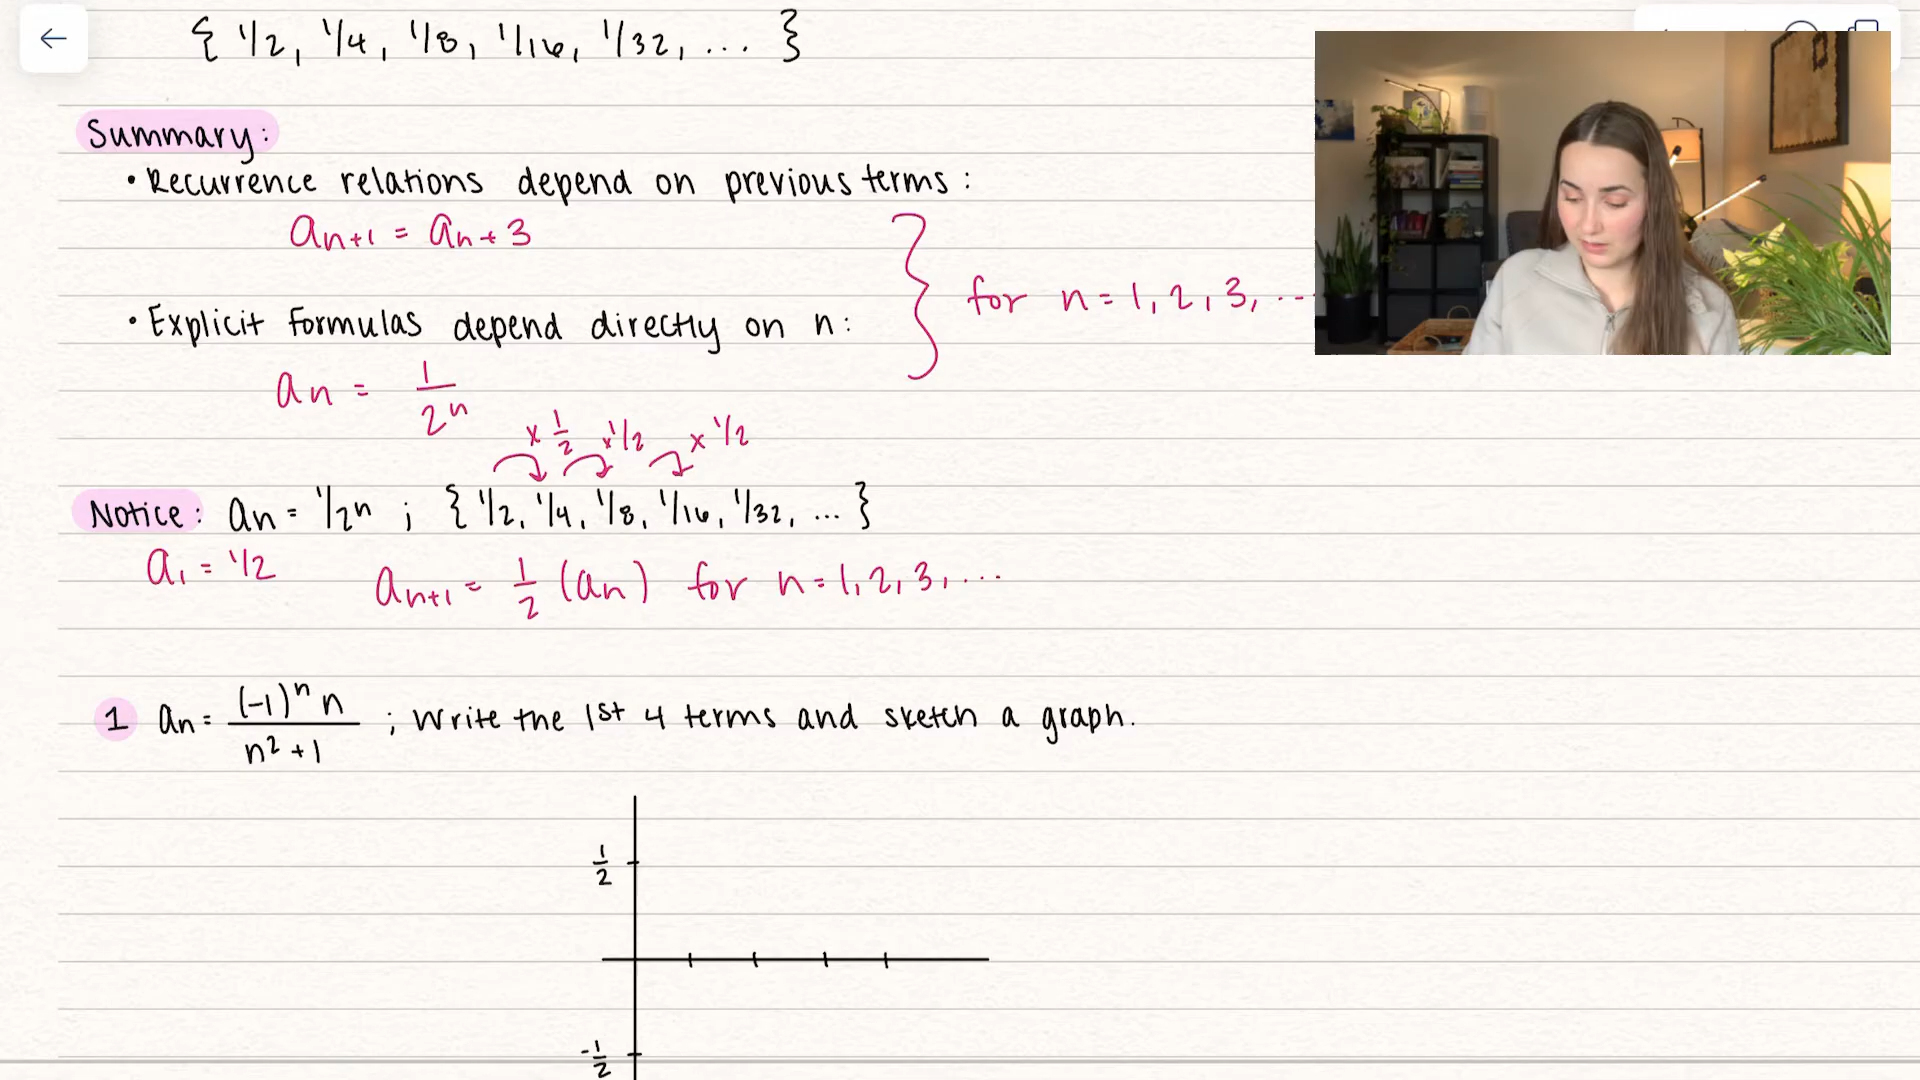 { 1/2, 1/4, 1/8, 1/16, 1/32, ... }
Summary:
• Recurrence relations depend on previous terms:
aₙ₊₁ = aₙ + 3
for n = 1, 2, 3, ...
• Explicit formulas depend directly on n:
aₙ = 1/2ⁿ
× 1/2 × 1/2 × 1/2
Notice: aₙ = 1/2ⁿ ; { 1/2, 1/4, 1/8, 1/16, 1/32, ... }
a₁ = 1/2 aₙ₊₁ = 1/2 (aₙ) for n = 1, 2, 3, ...
1 aₙ = (-1)ⁿ n / n² + 1 ; Write the 1st 4 terms and sketch a graph.
1/2
-1/2